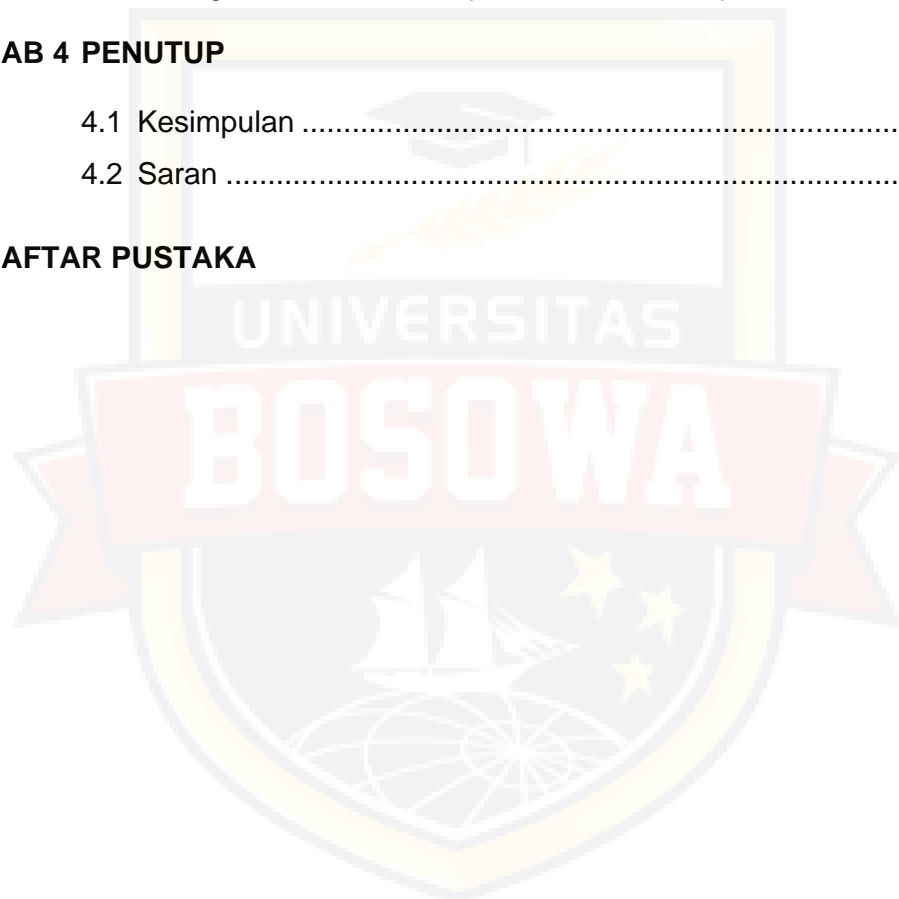 AB 4 PENUTUP
4.1 Kesimpulan ........................................................................
4.2 Saran .................................................................................
AFTAR PUSTAKA
UNIVERSITAS
BOSOWA